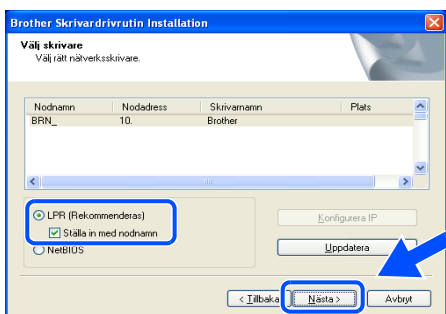 Brother Skrivardrivrutin Installation
Välj skrivare
Välj rätt nätverksskrivare.
Nodnamn Nodadress Skrivarnamn Plats
BRN_ 10. Brother
LPR (Rekommenderas)
Ställa in med nodnamn
NetBIOS
Konfigurera IP
Uppdatera
< Tillbaka Nästa > Avbryt